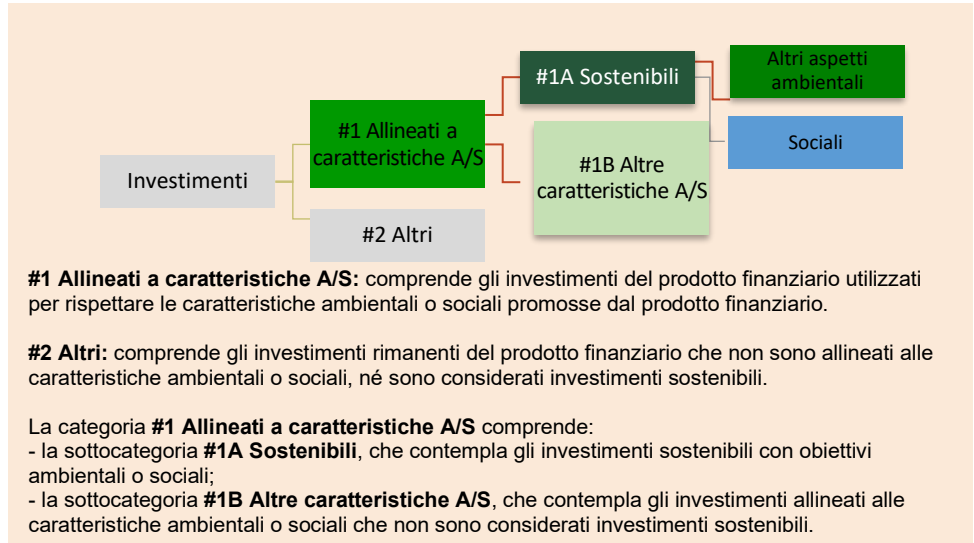 #1A Sostenibili
Altri aspetti
ambientali
#1 Allineati a
caratteristiche A/S
Sociali
Investimenti
#1B Altre
caratteristiche A/S
#2 Altri
#1 Allineati a caratteristiche A/S: comprende gli investimenti del prodotto finanziario utilizzati
per rispettare le caratteristiche ambientali o sociali promosse dal prodotto finanziario.
#2 Altri: comprende gli investimenti rimanenti del prodotto finanziario che non sono allineati alle
caratteristiche ambientali o sociali, né sono considerati investimenti sostenibili.
La categoria #1 Allineati a caratteristiche A/S comprende:
- la sottocategoria #1A Sostenibili, che contempla gli investimenti sostenibili con obiettivi
ambientali o sociali;
- la sottocategoria #1B Altre caratteristiche A/S, che contempla gli investimenti allineati alle
caratteristiche ambientali o sociali che non sono considerati investimenti sostenibili.